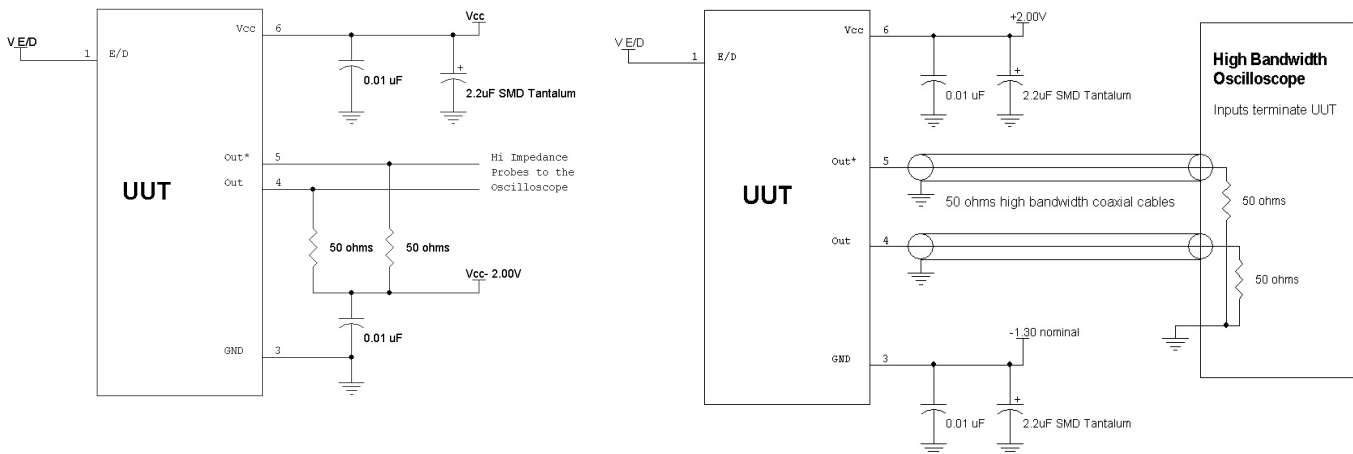 Vcc
Vcc
6
V E/D
1
E/D
0.01 uF
+
2.2uF SMD Tantalum
Out*
5
Hi Impedance
Probes to the
Oscilloscope
Out
4
UUT
50 ohms
50 ohms
Vcc- 2.00V
0.01 uF
GND
3
+2.00V
Vcc
6
V E/D
1
E/D
0.01 uF
+
2.2uF SMD Tantalum
High Bandwidth
Oscilloscope
Inputs terminate UUT
Out*
5
UUT
50 ohms high bandwidth coaxial cables
50 ohms
Out
4
50 ohms
-1.30 nominal
GND
3
0.01 uF
+
2.2uF SMD Tantalum